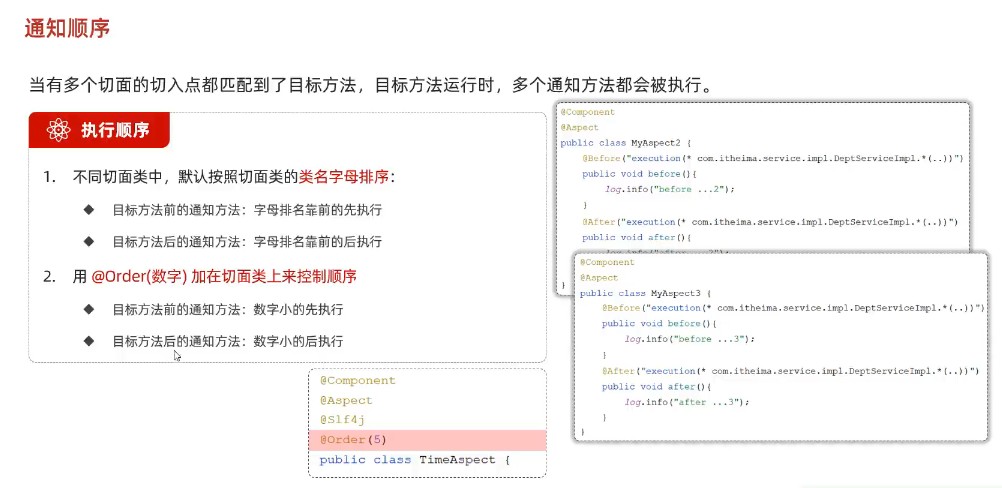 通知顺序
当有多个切面的切入点都匹配到了目标方法，目标方法运行时，多个通知方法都会被执行。
执行顺序
1. 不同切面类中，默认按照切面类的类名字母排序：
◆ 目标方法前的通知方法：字母排名靠前的先执行
◆ 目标方法后的通知方法：字母排名靠前的后执行
2. 用 @Order(数字) 加在切面类上来控制顺序
◆ 目标方法前的通知方法：数字小的先执行
◆ 目标方法后的通知方法：数字小的后执行
@Component
@Aspect
@Slf4j
@Order(5)
public class TimeAspect {
@Component
@Aspect
public class MyAspect2 {
@Before("execution(* com.itheima.service.impl.DeptServiceImpl.*(..))")
public void before(){
log.info("before ...2");
}
@After("execution(* com.itheima.service.impl.DeptServiceImpl.*(..))")
public void after(){
}
@Component
@Aspect
public class MyAspect3 {
@Before("execution(* com.itheima.service.impl.DeptServiceImpl.*(..))")
public void before(){
log.info("before ...3");
}
@After("execution(* com.itheima.service.impl.DeptServiceImpl.*(..))")
public void after(){
log.info("after ...3");
}
}